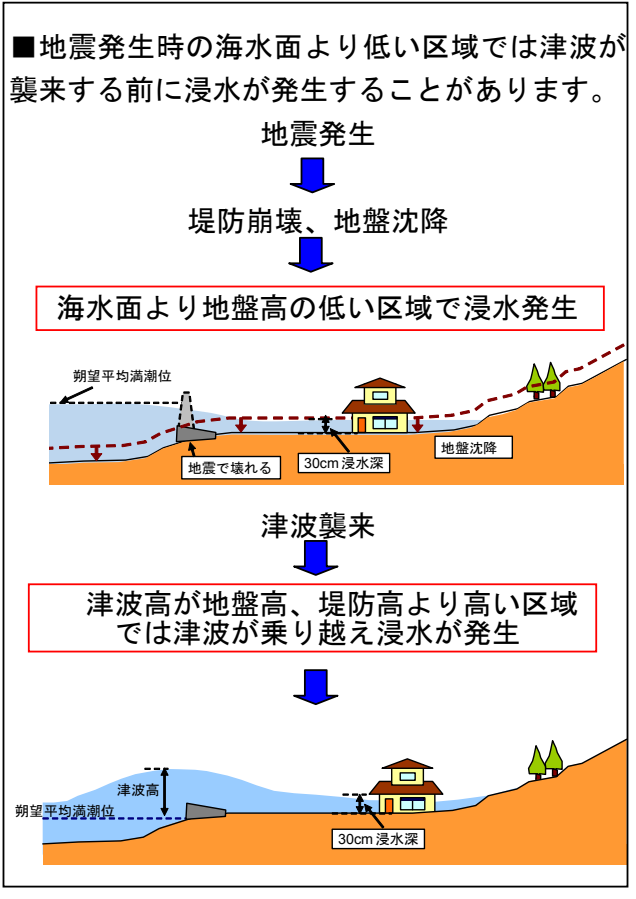 ■地震発生時の海水面より低い区域では津波が
襲来する前に浸水が発生することがあります。
地震発生
堤防崩壊、地盤沈降
海水面より地盤高の低い区域で浸水発生
朔望平均満潮位
地震で壊れる
30cm 浸水深
地盤沈降
津波襲来
津波高が地盤高、堤防高より高い区域
では津波が乗り越え浸水が発生
津波高
朔望平均満潮位
30cm 浸水深